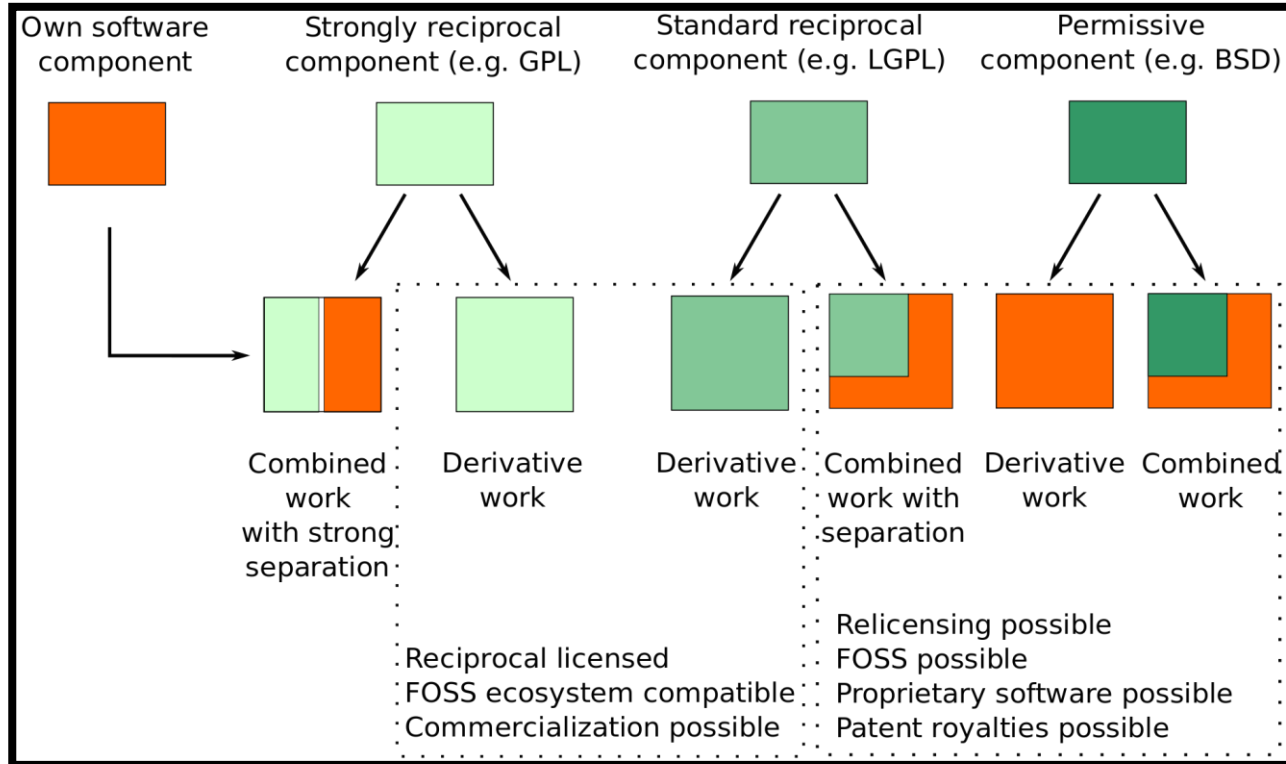 Own software
component
Strongly reciprocal
component (e.g. GPL)
Standard reciprocal
component (e.g. LGPL)
Permissive
component (e.g. BSD)
Combined
work
with strong
separation
Derivative
work
Derivative
work
Combined
work with
separation
Derivative
work
Combined
work
Reciprocal licensed
FOSS ecosystem compatible
Commercialization possible
Relicensing possible
FOSS possible
Proprietary software possible
Patent royalties possible